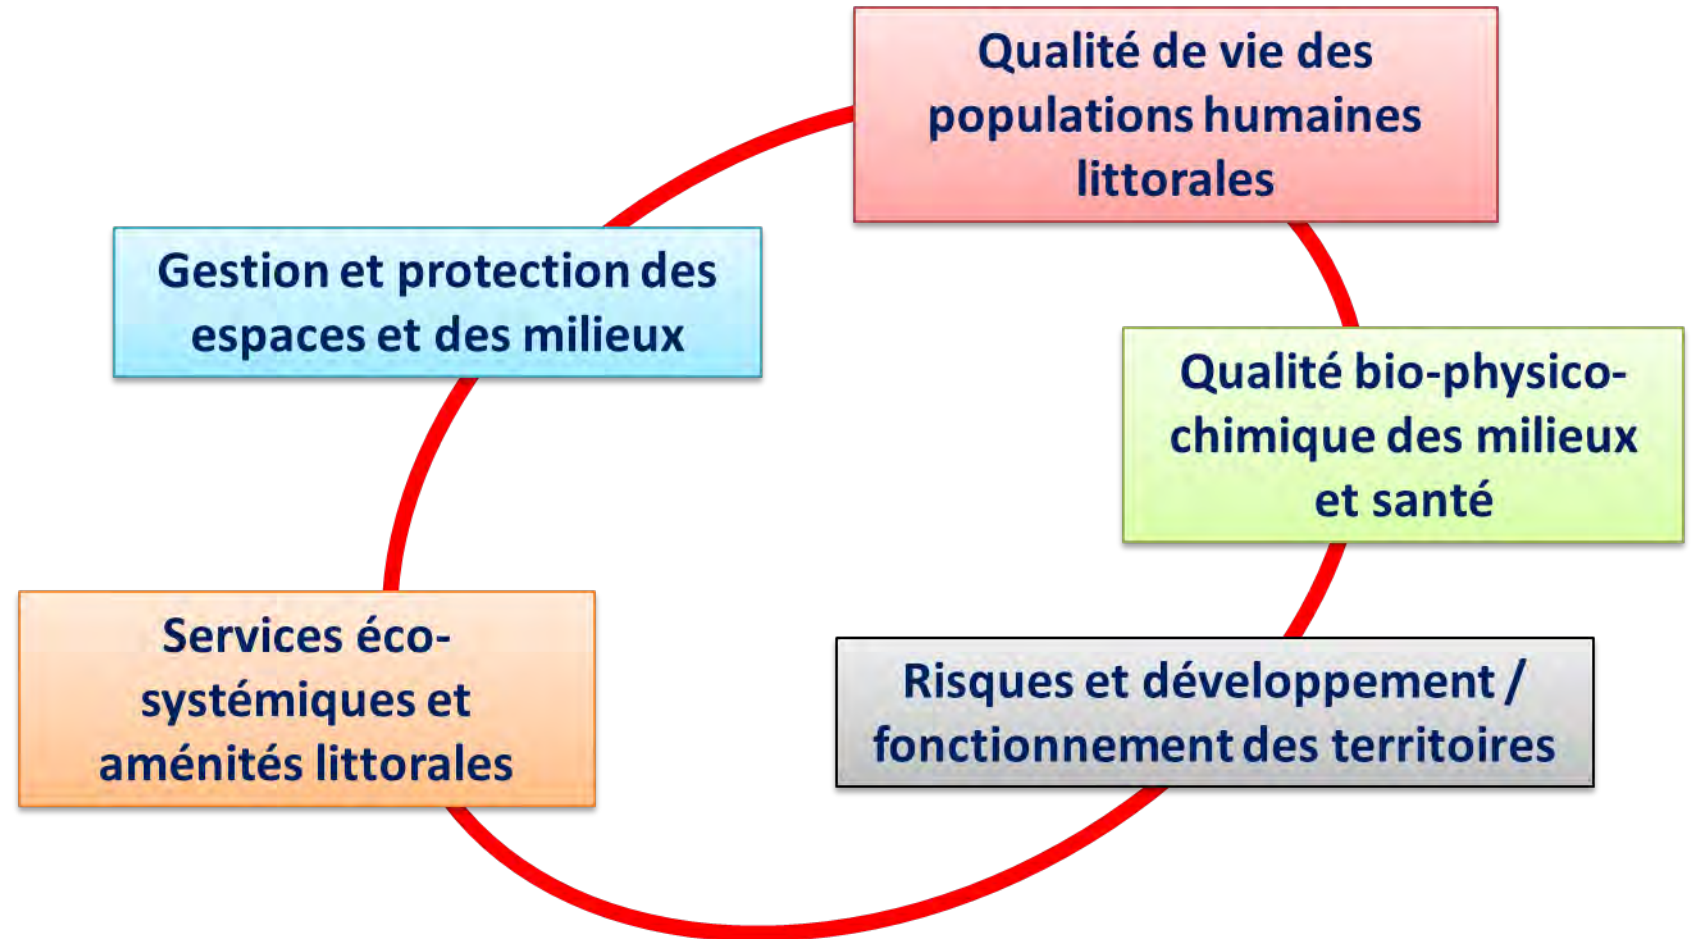 Qualité de vie des
populations humaines
littorales
Gestion et protection des
espaces et des milieux
Qualité bio-physico-
chimique des milieux
et santé
Services éco-
systémiques et
aménités littorales
Risques et développement /
fonctionnement des territoires